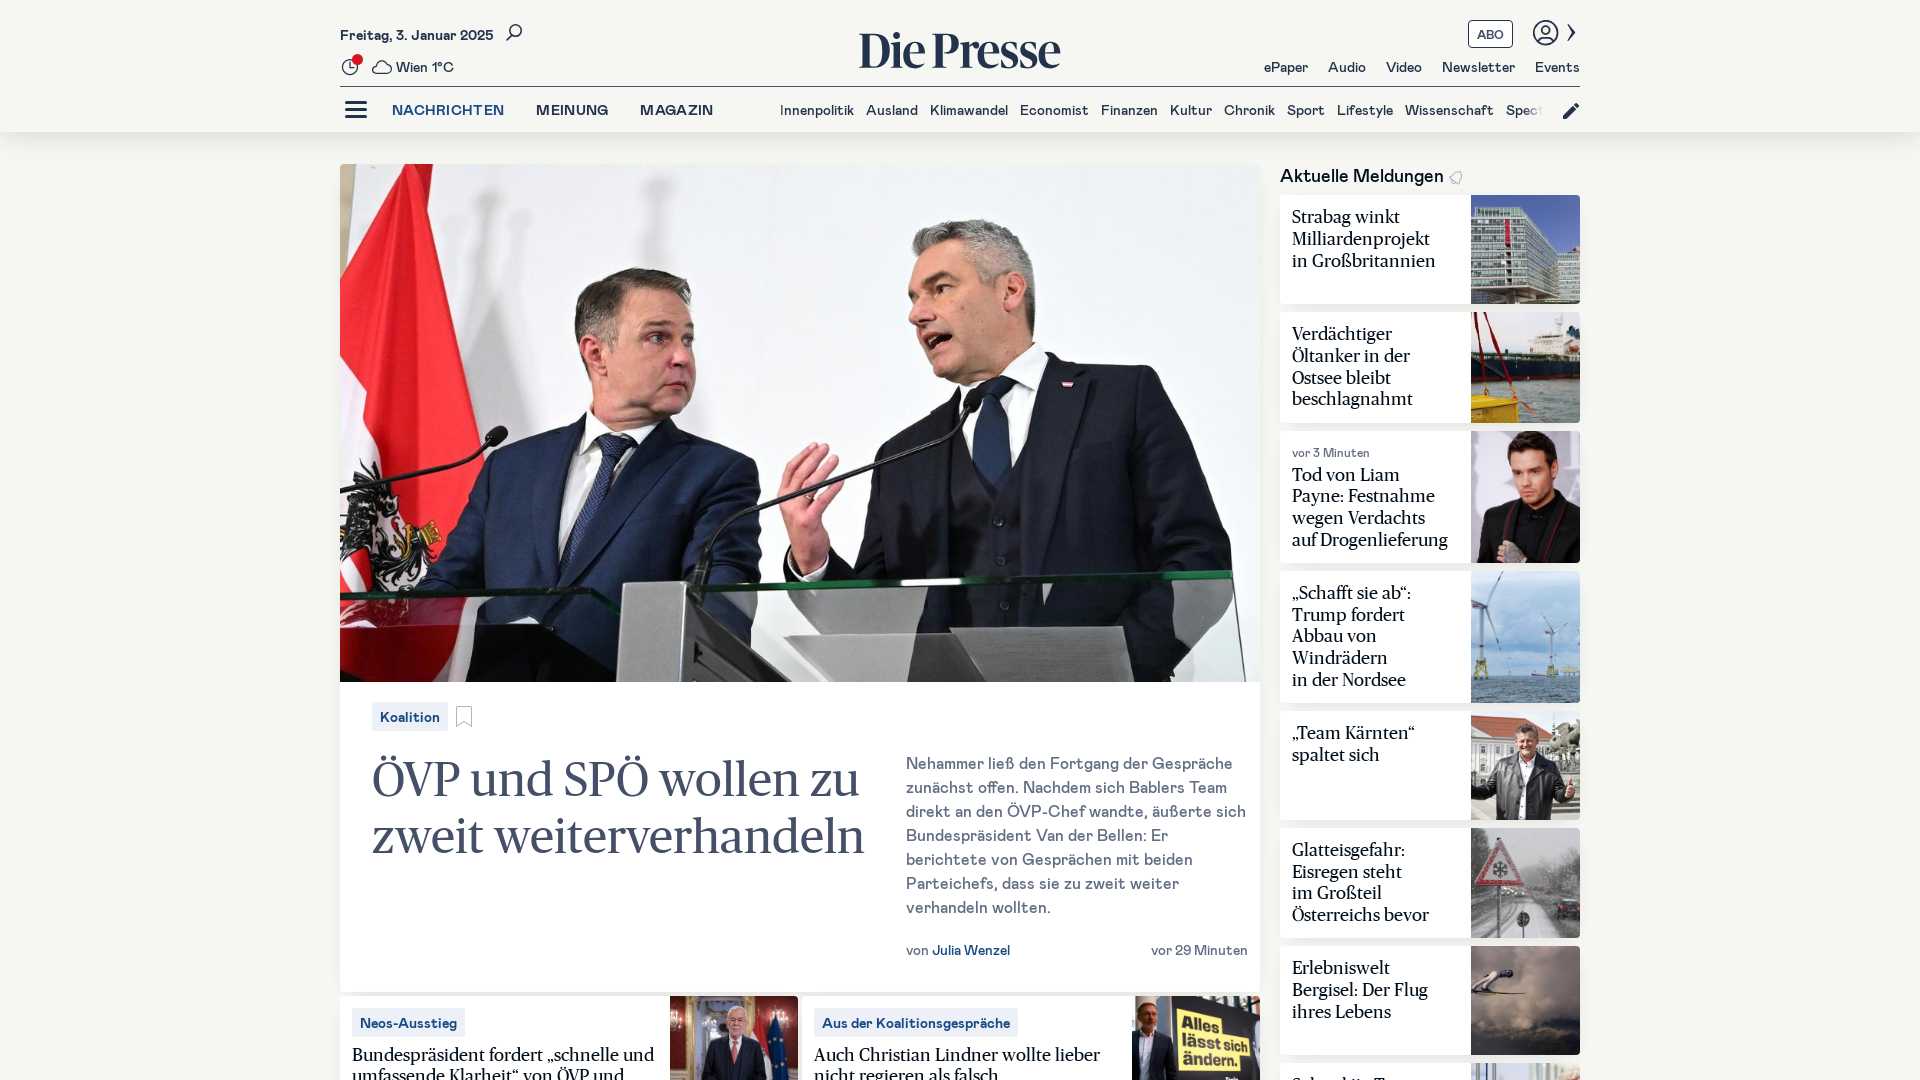 Freitag, 3. Januar 2025
Wien 1°C
Die Presse
ABO
ePaper Audio Video Newsletter Events
NACHRICHTEN MEINUNG MAGAZIN
Innenpolitik Ausland Klimawandel Economist Finanzen Kultur Chronik Sport Lifestyle Wissenschaft Spect
Koalition
ÖVP und SPÖ wollen zu
zweit weiterverhandeln
Nehammer ließ den Fortgang der Gespräche
zunächst offen. Nachdem sich Bablers Team
direkt an den ÖVP-Chef wandte, äußerte sich
Bundespräsident Van der Bellen: Er
berichtete von Gesprächen mit beiden
Parteichefs, dass sie zu zweit weiter
verhandeln wollten.
von Julia Wenzel
vor 29 Minuten
Neos-Ausstieg
Bundespräsident fordert „schnelle und
umfassende Klarheit“ von ÖVP und
Aus der Koalitionsgespräche
Auch Christian Lindner wollte lieber
nicht regieren als falsch
Alles
lässt sich
ändern.
Aktuelle Meldungen
Strabag winkt
Milliardenprojekt
in Großbritannien
Verdächtiger
Öltanker in der
Ostsee bleibt
beschlagnahmt
vor 3 Minuten
Tod von Liam
Payne: Festnahme
wegen Verdachts
auf Drogenlieferung
„Schafft sie ab“:
Trump fordert
Abbau von
Windrädern
in der Nordsee
„Team Kärnten“
spaltet sich
Glatteisgefahr:
Eisregen steht
im Großteil
Österreichs bevor
Erlebniswelt
Bergisel: Der Flug
ihres Lebens